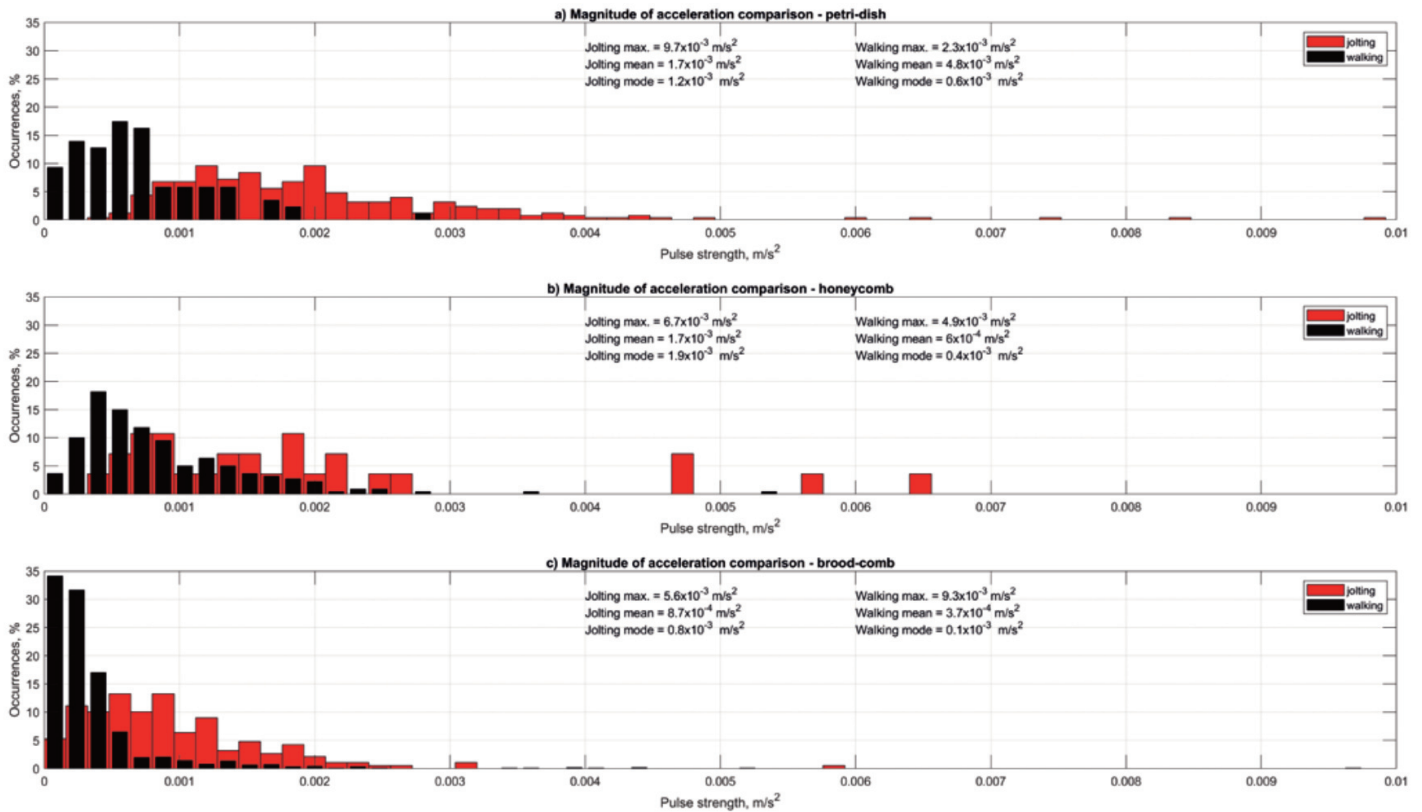 a) Magnitude of acceleration comparison - petri-dish
35
30
25
20
15
10
5
0
Occurrences, %
Jolting max. = 9.7x10⁻³ m/s²
Jolting mean = 1.7x10⁻³ m/s²
Jolting mode = 1.2x10⁻³ m/s²
Walking max. = 2.3x10⁻³ m/s²
Walking mean = 4.8x10⁻³ m/s²
Walking mode = 0.6x10⁻³ m/s²
jolting
walking
0 0.001 0.002 0.003 0.004 0.005 0.006 0.007 0.008 0.009 0.01
Pulse strength, m/s²
b) Magnitude of acceleration comparison - honeycomb
35
30
25
20
15
10
5
0
Occurrences, %
Jolting max. = 6.7x10⁻³ m/s²
Jolting mean = 1.7x10⁻³ m/s²
Jolting mode = 1.9x10⁻³ m/s²
Walking max. = 4.9x10⁻³ m/s²
Walking mean = 6x10⁻⁴ m/s²
Walking mode = 0.4x10⁻³ m/s²
jolting
walking
0 0.001 0.002 0.003 0.004 0.005 0.006 0.007 0.008 0.009 0.01
Pulse strength, m/s²
c) Magnitude of acceleration comparison - brood-comb
35
30
25
20
15
10
5
0
Occurrences, %
Jolting max. = 5.6x10⁻³ m/s²
Jolting mean = 8.7x10⁻⁴ m/s²
Jolting mode = 0.8x10⁻³ m/s²
Walking max. = 9.3x10⁻³ m/s²
Walking mean = 3.7x10⁻⁴ m/s²
Walking mode = 0.1x10⁻³ m/s²
jolting
walking
0 0.001 0.002 0.003 0.004 0.005 0.006 0.007 0.008 0.009 0.01
Pulse strength, m/s²